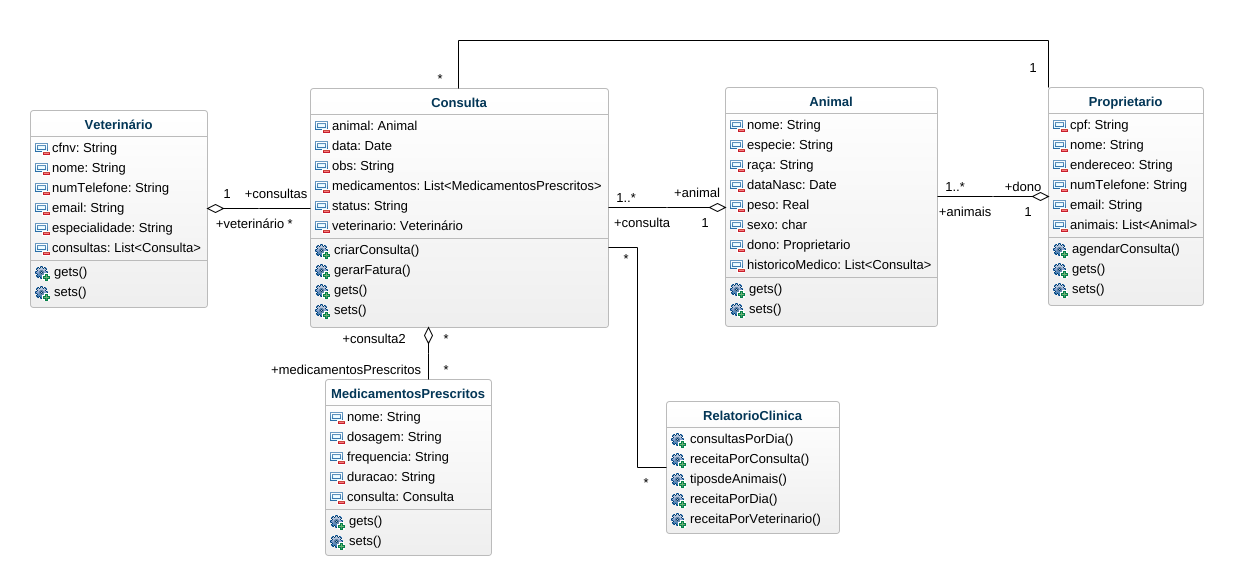 *
1
Veterinário
cfnv: String
nome: String
numTelefone: String
email: String
especialidade: String
consultas: List<Consulta>
gets()
sets()
1
+consultas
+veterinário *
Consulta
animal: Animal
data: Date
obs: String
medicamentos: List<MedicamentosPrescritos>
status: String
veterinario: Veterinário
criarConsulta()
gerarFatura()
gets()
sets()
1..*
+animal
+consulta
1
*
Animal
nome: String
especie: String
raça: String
dataNasc: Date
peso: Real
sexo: char
dono: Proprietario
historicoMedico: List<Consulta>
gets()
sets()
1..*
+dono
+animais
1
Proprietario
cpf: String
nome: String
endereceo: String
numTelefone: String
email: String
animais: List<Animal>
agendarConsulta()
gets()
sets()
+consulta2
*
+medicamentosPrescritos
*
MedicamentosPrescritos
nome: String
dosagem: String
frequencia: String
duracao: String
consulta: Consulta
gets()
sets()
*
RelatorioClinica
consultasPorDia()
receitaPorConsulta()
tiposdeAnimais()
receitaPorDia()
receitaPorVeterinario()